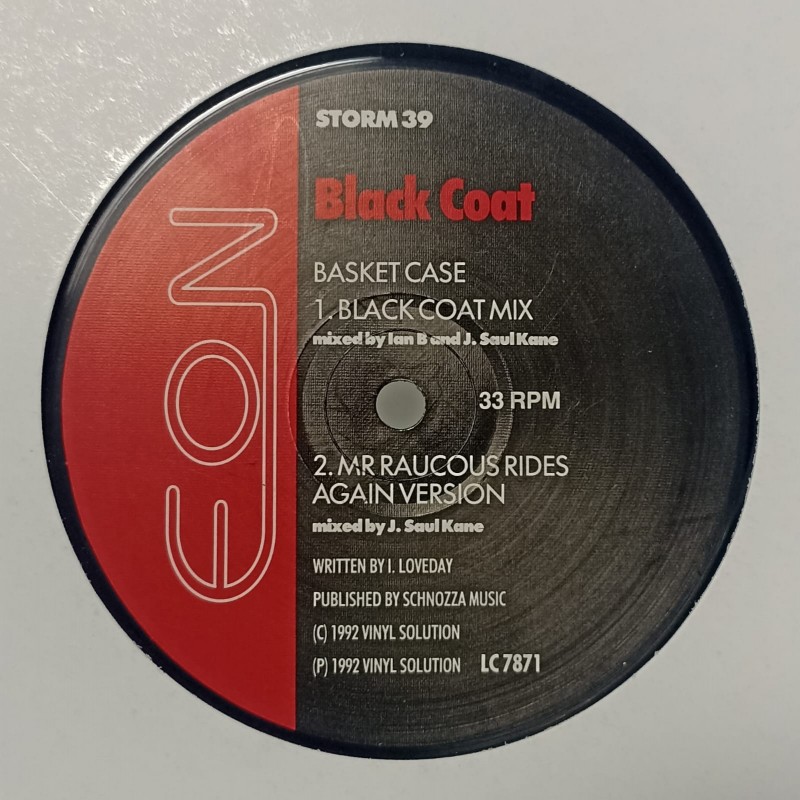 STORM 39
Black Coat
EON
BASKET CASE
1. BLACK COAT MIX
mixed by Ian B and J. Saul Kane
33 RPM
2. MR RAUCOUS RIDES
AGAIN VERSION
mixed by J. Saul Kane
WRITTEN BY I. LOVEDAY
PUBLISHED BY SCHNOZZA MUSIC
(C) 1992 VINYL SOLUTION
(P) 1992 VINYL SOLUTION LC 7871